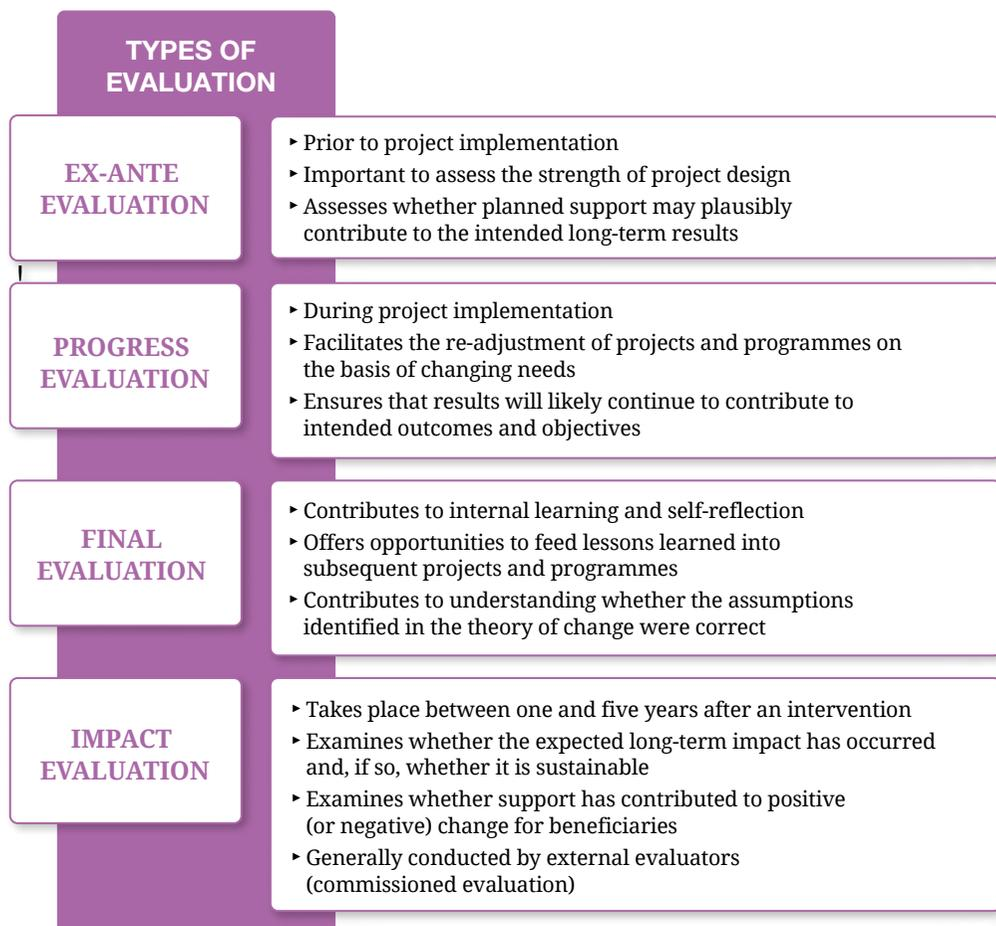 TYPES OF
EVALUATION
EX-ANTE
EVALUATION
▸ Prior to project implementation
▸ Important to assess the strength of project design
▸ Assesses whether planned support may plausibly
contribute to the intended long-term results
PROGRESS
EVALUATION
▸ During project implementation
▸ Facilitates the re-adjustment of projects and programmes on
the basis of changing needs
▸ Ensures that results will likely continue to contribute to
intended outcomes and objectives
FINAL
EVALUATION
▸ Contributes to internal learning and self-reflection
▸ Offers opportunities to feed lessons learned into
subsequent projects and programmes
▸ Contributes to understanding whether the assumptions
identified in the theory of change were correct
IMPACT
EVALUATION
▸ Takes place between one and five years after an intervention
▸ Examines whether the expected long-term impact has occurred
and, if so, whether it is sustainable
▸ Examines whether support has contributed to positive
(or negative) change for beneficiaries
▸ Generally conducted by external evaluators
(commissioned evaluation)